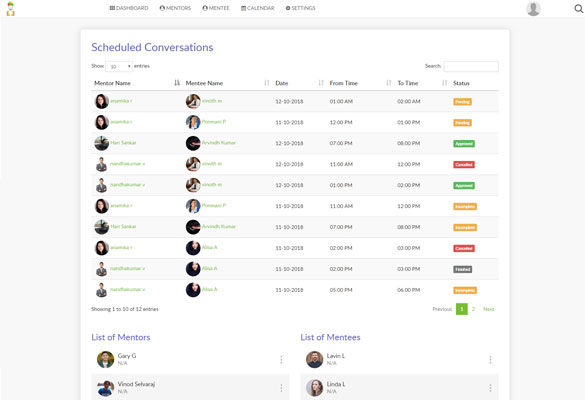 DASHBOARD MENTORS MENTEE CALENDAR SETTINGS
Scheduled Conversations
Show 10 entries Search:
Mentor Name Mentee Name Date From Time To Time Status
anamika r vinoth m 12-10-2018 01:00 AM 02:00 AM Pending
anamika r Ponmani P 11-10-2018 12:00 PM 01:00 PM Pending
Hari Sankar Arvindh Kumar 12-10-2018 07:00 PM 08:00 PM Approved
nandhakumar v vinoth m 12-10-2018 11:00 AM 12:00 PM Cancelled
nandhakumar v vinoth m 12-10-2018 01:00 PM 02:00 PM Approved
anamika r Ponmani P 11-10-2018 11:00 AM 12:00 PM Incomplete
Hari Sankar Arvindh Kumar 11-10-2018 07:00 PM 08:00 PM Incomplete
anamika r Alisa A 11-10-2018 02:00 PM 03:00 PM Cancelled
nandhakumar v Alisa A 11-10-2018 02:00 PM 03:00 PM Finished
nandhakumar v Alisa A 11-10-2018 05:00 PM 06:00 PM Incomplete
Showing 1 to 10 of 12 entries Previous 1 2 Next
List of Mentors List of Mentees
Gary G Lavin L
N/A N/A
Vinod Selvaraj Linda L
N/A N/A